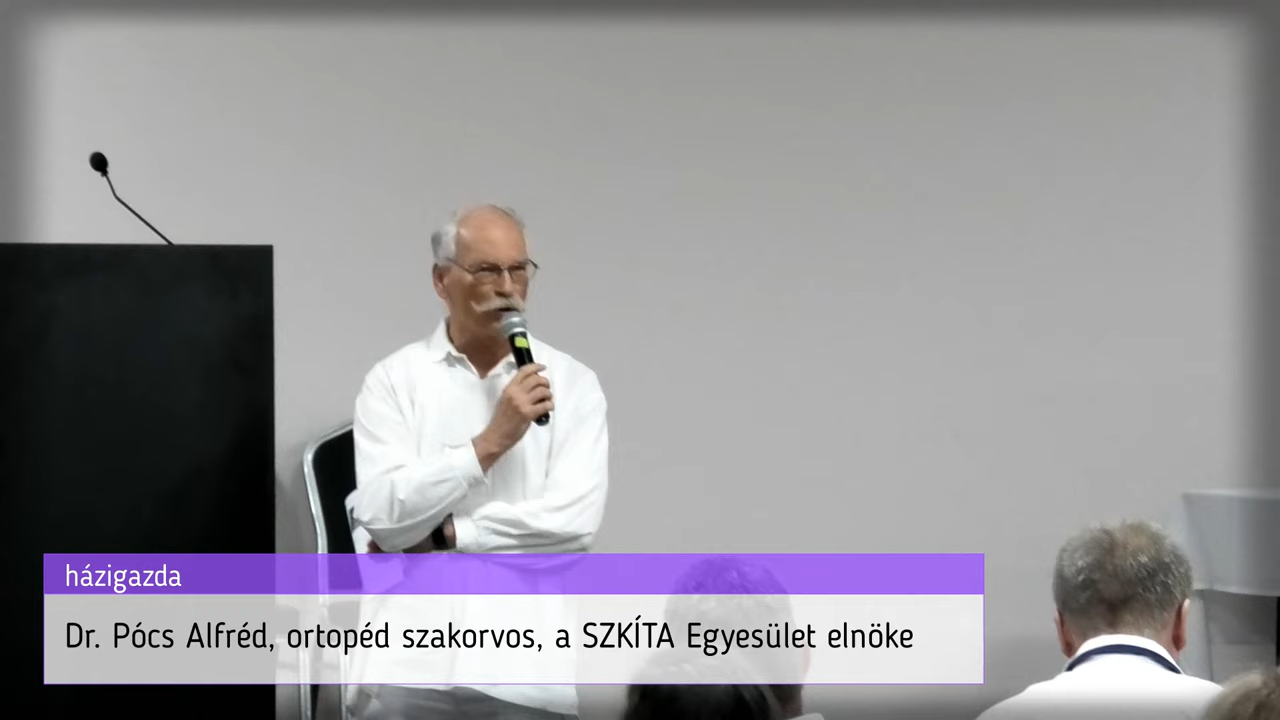 házigazda
Dr. Pócs Alfréd, ortopéd szakorvos, a SZKÍTA Egyesület elnöke